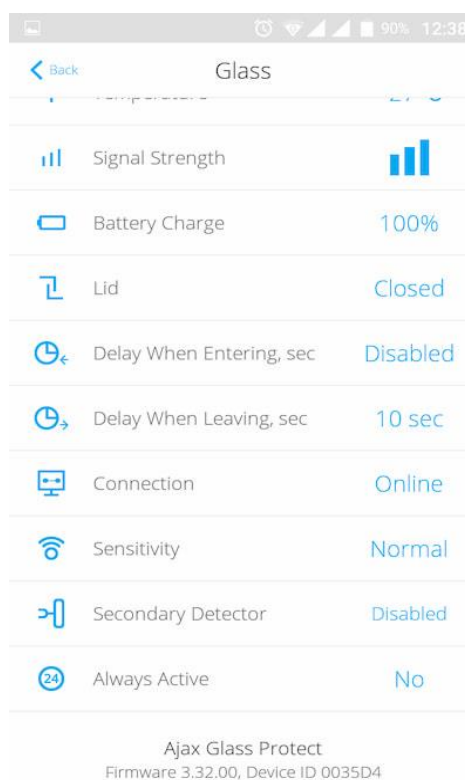 90% 12:38
Back Glass
Signal Strength
Battery Charge 100%
Lid Closed
Delay When Entering, sec Disabled
Delay When Leaving, sec 10 sec
Connection Online
Sensitivity Normal
Secondary Detector Disabled
24 Always Active No
Ajax Glass Protect
Firmware 3.32.00, Device ID 0035D4